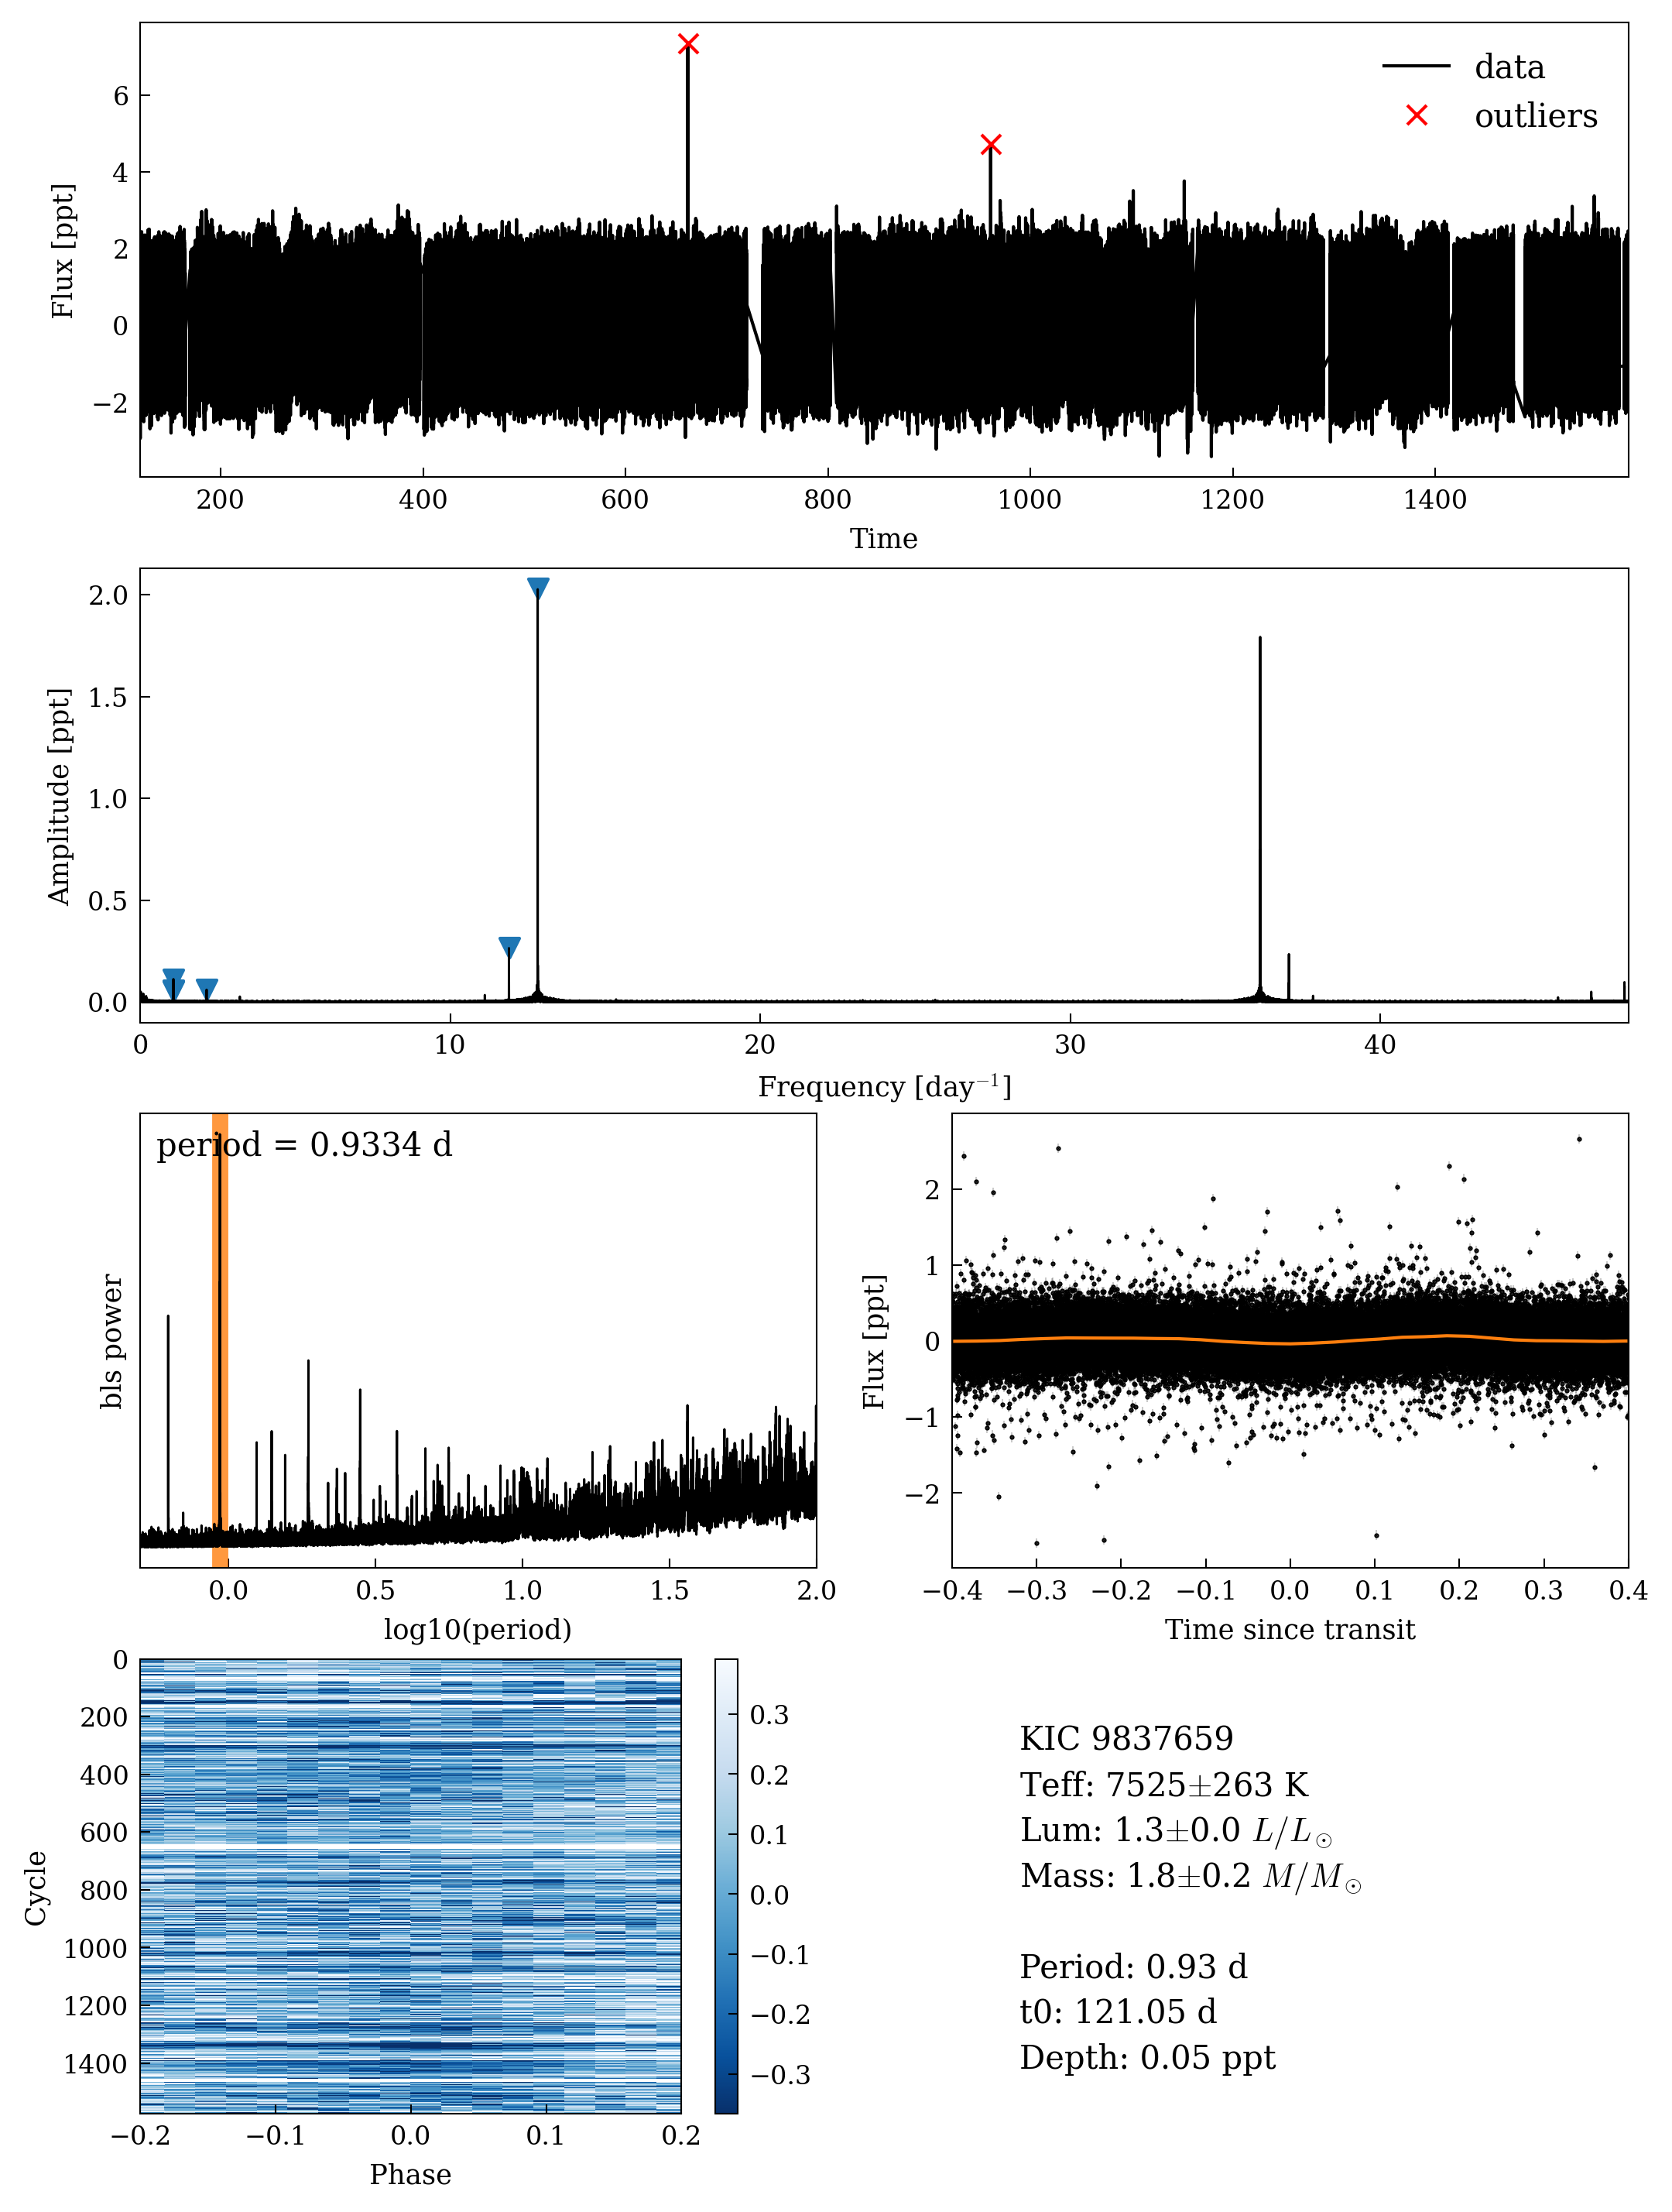 data
outliers
6
4
2
0
−2
Flux [ppt]
200 400 600 800 1000 1200 1400
Time
2.0
1.5
1.0
0.5
0.0
Amplitude [ppt]
0 10 20 30 40
Frequency [day⁻¹]
period = 0.9334 d
bls power
0.0 0.5 1.0 1.5 2.0
log10(period)
2
1
0
−1
−2
Flux [ppt]
−0.4 −0.3 −0.2 −0.1 0.0 0.1 0.2 0.3 0.4
Time since transit
0
200
400
600
800
1000
1200
1400
Cycle
−0.2 −0.1 0.0 0.1 0.2
Phase
0.3
0.2
0.1
0.0
−0.1
−0.2
−0.3
KIC 9837659
Teff: 7525±263 K
Lum: 1.3±0.0 L/L☉
Mass: 1.8±0.2 M/M☉
Period: 0.93 d
t0: 121.05 d
Depth: 0.05 ppt